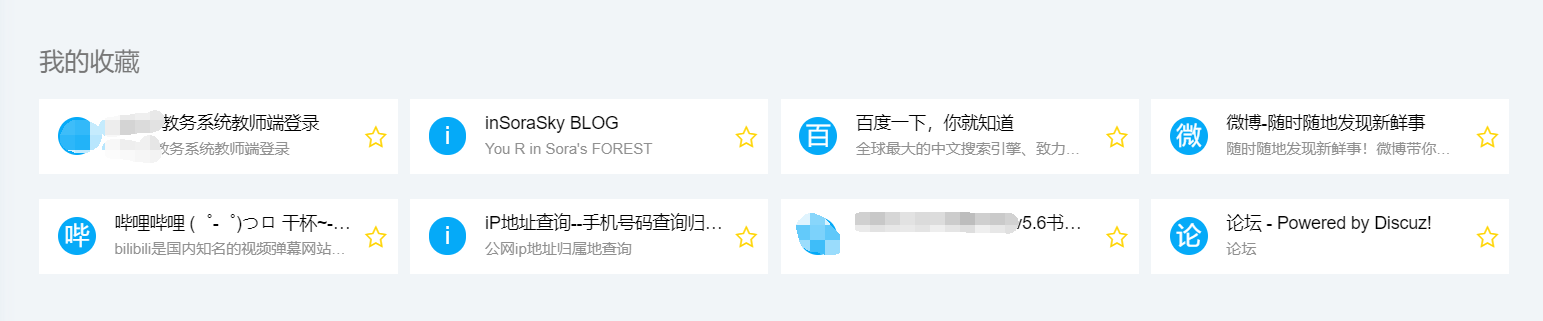 我的收藏
教务系统教师端登录
教务系统教师端登录
i
inSoraSky BLOG
You R in Sora's FOREST
百
百度一下，你就知道
全球最大的中文搜索引擎、致力...
微
微博-随时随地发现新鲜事
随时随地发现新鲜事！微博带你...
哔
哔哩哔哩 (゜-゜)つロ 干杯~-...
bilibili是国内知名的视频弹幕网站...
i
iP地址查询--手机号码查询归...
公网ip地址归属地查询
v5.6书...
论
论坛 - Powered by Discuz!
论坛